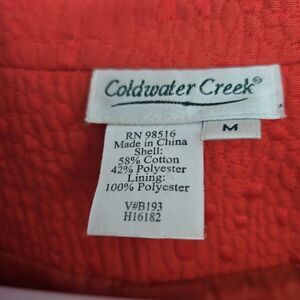 Coldwater Creek®
M
RN 98516
Made in China
Shell:
58% Cotton
42% Polyester
Lining:
100% Polyester
V#B193
H16182